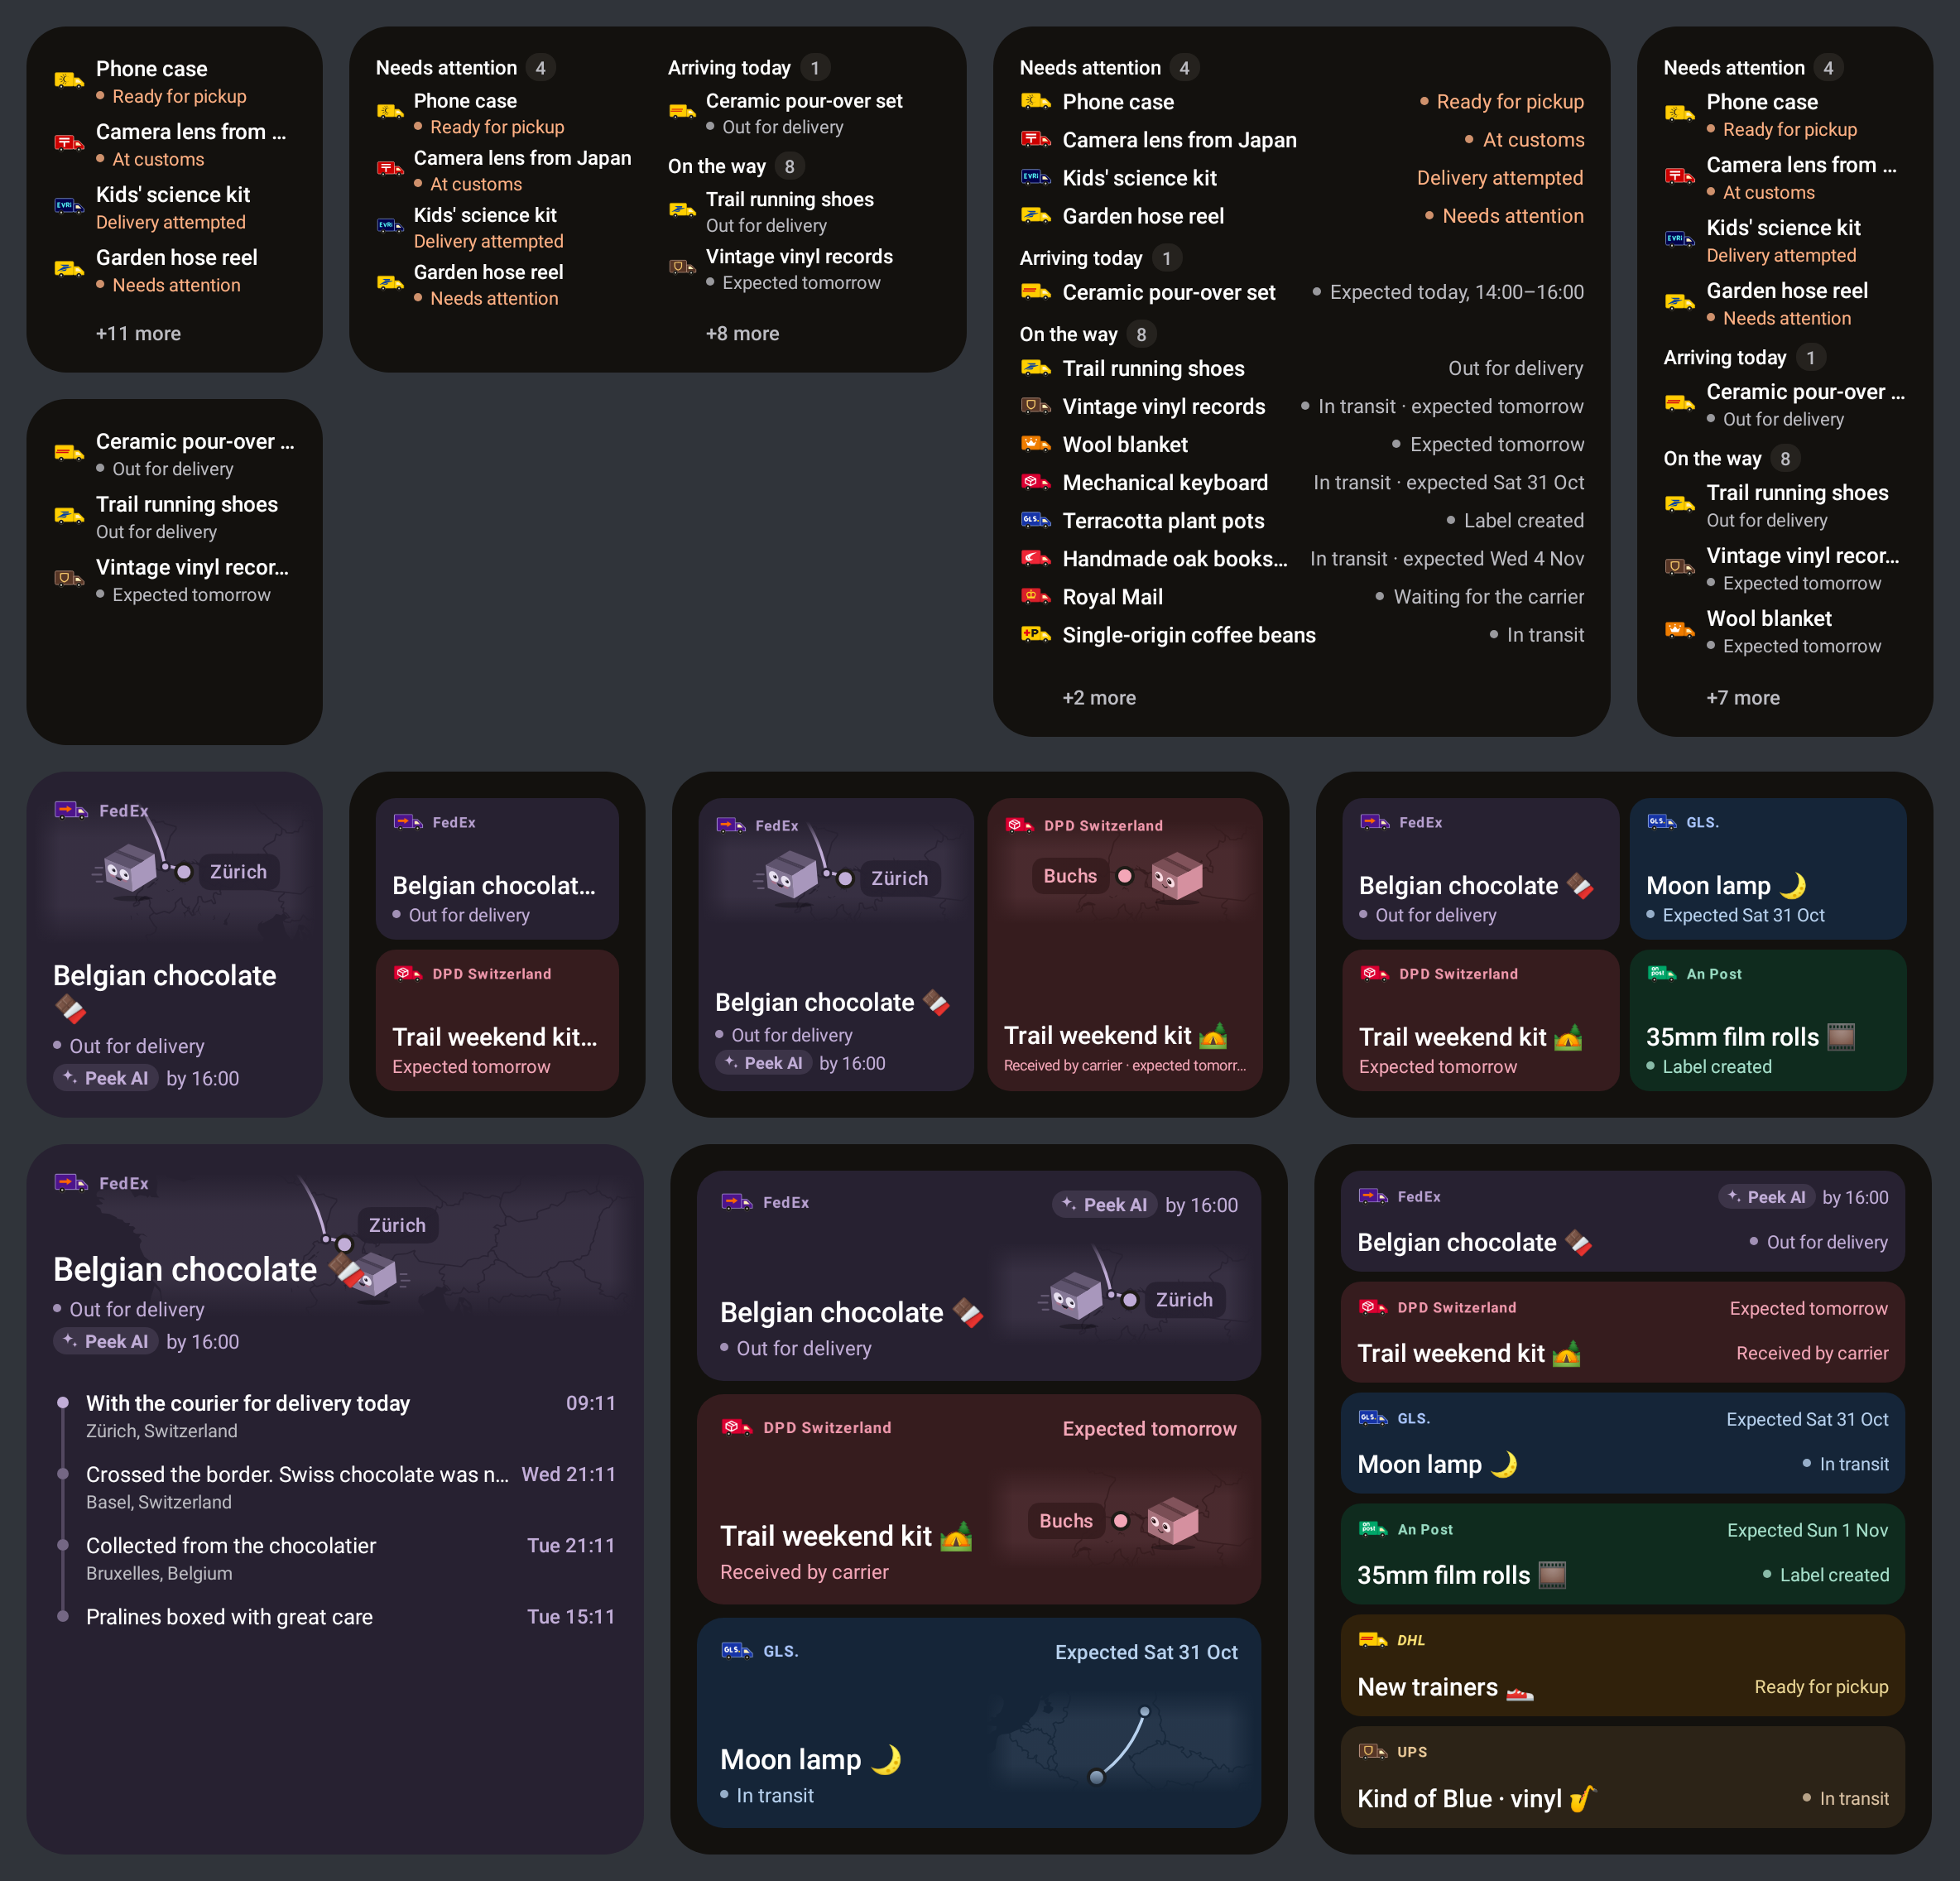 Phone case
Ready for pickup
Camera lens from ...
At customs
EVRi
Kids' science kit
Delivery attempted
Garden hose reel
Needs attention
+11 more
Needs attention 4
Phone case
Ready for pickup
Camera lens from Japan
At customs
EVRi
Kids' science kit
Delivery attempted
Garden hose reel
Needs attention
Arriving today 1
Ceramic pour-over set
Out for delivery
On the way 8
Trail running shoes
Out for delivery
Vintage vinyl records
Expected tomorrow
+8 more
Needs attention 4
Phone case Ready for pickup
Camera lens from Japan At customs
EVRi Kids' science kit Delivery attempted
Garden hose reel Needs attention
Arriving today 1
Ceramic pour-over set Expected today, 14:00–16:00
On the way 8
Trail running shoes Out for delivery
Vintage vinyl records In transit · expected tomorrow
Wool blanket Expected tomorrow
Mechanical keyboard In transit · expected Sat 31 Oct
GLS. Terracotta plant pots Label created
Handmade oak books... In transit · expected Wed 4 Nov
Royal Mail Waiting for the carrier
Single-origin coffee beans In transit
+2 more
Needs attention 4
Phone case
Ready for pickup
Camera lens from ...
At customs
EVRi
Kids' science kit
Delivery attempted
Garden hose reel
Needs attention
Arriving today 1
Ceramic pour-over ...
Out for delivery
On the way 8
Trail running shoes
Out for delivery
Vintage vinyl recor...
Expected tomorrow
Wool blanket
Expected tomorrow
+7 more
Ceramic pour-over ...
Out for delivery
Trail running shoes
Out for delivery
Vintage vinyl recor...
Expected tomorrow
FedEx
Zürich
Belgian chocolate
🍫
Out for delivery
Peek AI by 16:00
FedEx
Belgian chocolat...
Out for delivery
DPD Switzerland
Trail weekend kit...
Expected tomorrow
FedEx
Zürich
Belgian chocolate 🍫
Out for delivery
Peek AI by 16:00
DPD Switzerland
Buchs
Trail weekend kit 🏕️
Received by carrier · expected tomorr...
FedEx
Belgian chocolate 🍫
Out for delivery
GLS. GLS.
Moon lamp 🌙
Expected Sat 31 Oct
DPD Switzerland
Trail weekend kit 🏕️
Expected tomorrow
an post An Post
35mm film rolls 🎞️
Label created
FedEx
Zürich
Belgian chocolate 🍫
Out for delivery
Peek AI by 16:00
With the courier for delivery today 09:11
Zürich, Switzerland
Crossed the border. Swiss chocolate was n... Wed 21:11
Basel, Switzerland
Collected from the chocolatier Tue 21:11
Bruxelles, Belgium
Pralines boxed with great care Tue 15:11
FedEx Peek AI by 16:00
Zürich
Belgian chocolate 🍫
Out for delivery
DPD Switzerland Expected tomorrow
Buchs
Trail weekend kit 🏕️
Received by carrier
GLS. GLS. Expected Sat 31 Oct
Moon lamp 🌙
In transit
FedEx Peek AI by 16:00
Belgian chocolate 🍫 Out for delivery
DPD Switzerland Expected tomorrow
Trail weekend kit 🏕️ Received by carrier
GLS. GLS. Expected Sat 31 Oct
Moon lamp 🌙 In transit
an post An Post Expected Sun 1 Nov
35mm film rolls 🎞️ Label created
DHL
New trainers 👟 Ready for pickup
UPS
Kind of Blue · vinyl 🎷 In transit